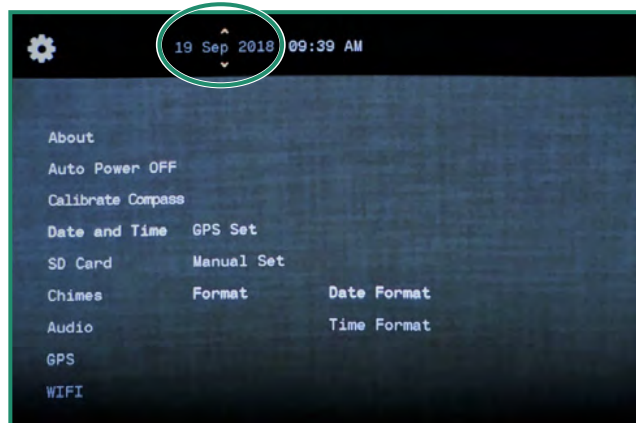 19 Sep 2018 09:39 AM
About
Auto Power OFF
Calibrate Compass
Date and Time GPS Set
SD Card Manual Set
Chimes Format Date Format
Audio Time Format
GPS
WIFI